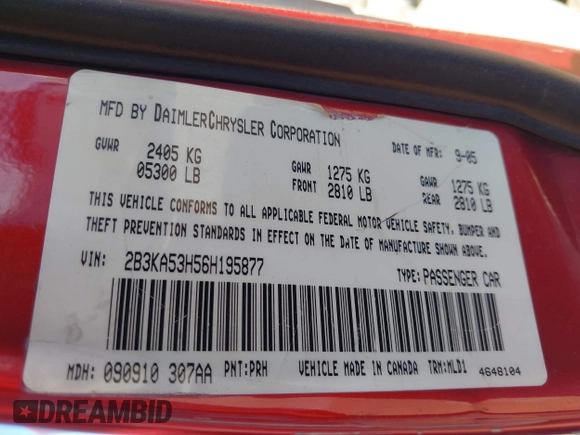 MFD BY DAIMLERCHRYSLER CORPORATION
DATE OF MFR: 9-05
GVWR 2405 KG 05300 LB
GAWR FRONT 1275 KG 2810 LB
GAWR REAR 1275 KG 2810 LB
THIS VEHICLE CONFORMS TO ALL APPLICABLE FEDERAL MOTOR VEHICLE SAFETY, BUMPER AND
THEFT PREVENTION STANDARDS IN EFFECT ON THE DATE OF MANUFACTURE SHOWN ABOVE.
VIN: 2B3KA53H56H195877
TYPE: PASSENGER CAR
MDH: 090910 307AA PNT:PRH VEHICLE MADE IN CANADA TRM:MLD1 4648104
DREAMBID